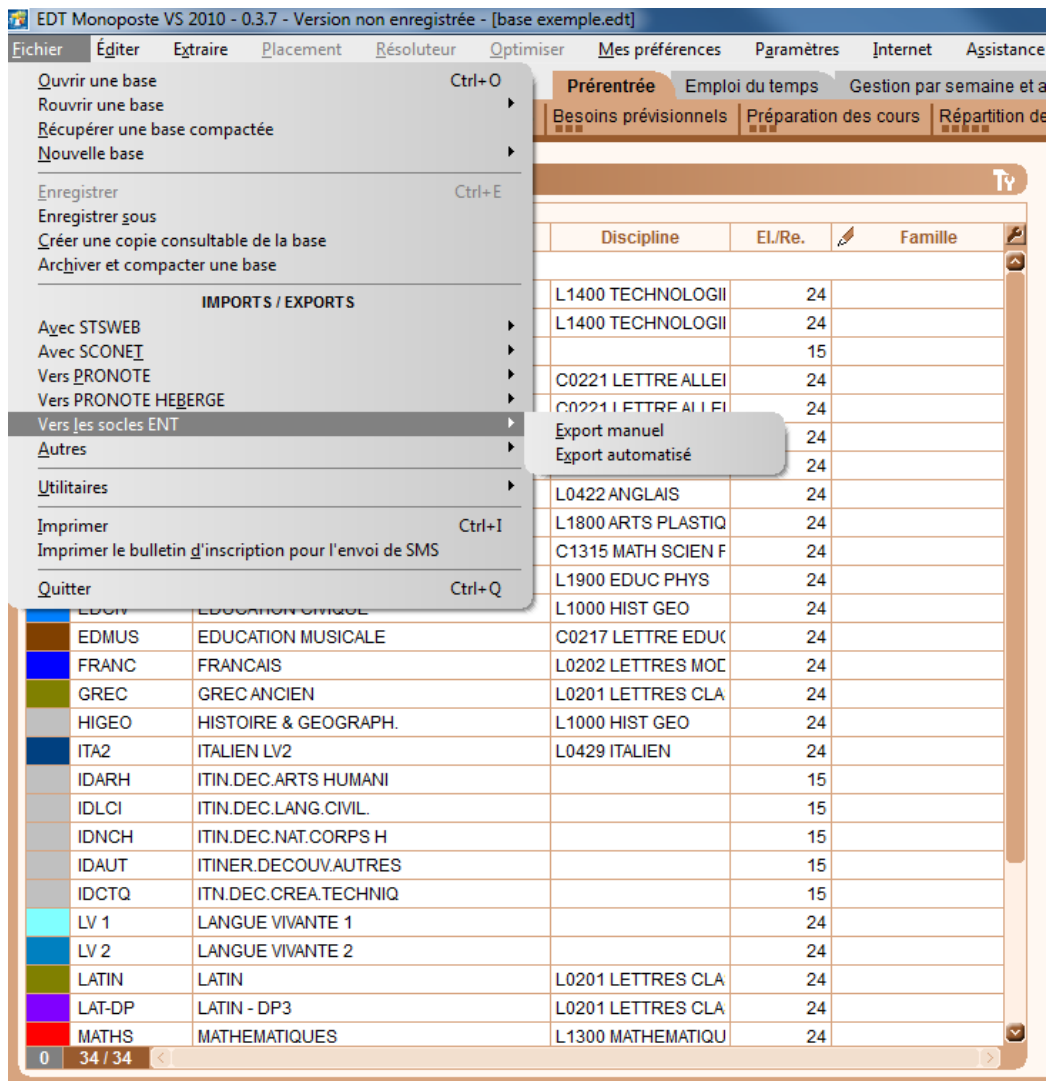 EDT Monoposte VS 2010 - 0.3.7 - Version non enregistrée - [base exemple.edt]
Fichier Éditer Extraire Placement Résoluteur Optimiser Mes préférences Paramètres Internet Assistance
Prérentrée Emploi du temps Gestion par semaine et a
Besoins prévisionnels Préparation des cours Répartition de
Ouvrir une base Ctrl+O
Rouvrir une base
Récupérer une base compactée
Nouvelle base
Enregistrer Ctrl+E
Enregistrer sous
Créer une copie consultable de la base
Archiver et compacter une base
IMPORTS / EXPORTS
Avec STSWEB
Avec SCONET
Vers PRONOTE
Vers PRONOTE HEBERGE
Vers les socles ENT
Autres
Utilitaires
Imprimer Ctrl+I
Imprimer le bulletin d'inscription pour l'envoi de SMS
Quitter Ctrl+Q
Export manuel
Export automatisé
Discipline El./Re. Famille
L1400 TECHNOLOGII 24
L1400 TECHNOLOGII 24
15
C0221 LETTRE ALLEI 24
C0221 LETTRE ALLEI 24
24
24
L0422 ANGLAIS 24
L1800 ARTS PLASTIQ 24
C1315 MATH SCIEN F 24
L1900 EDUC PHYS 24
EDCIV EDUCATION CIVIQUE L1000 HIST GEO 24
EDMUS EDUCATION MUSICALE C0217 LETTRE EDU( 24
FRANC FRANCAIS L0202 LETTRES MOD 24
GREC GREC ANCIEN L0201 LETTRES CLA 24
HIGEO HISTOIRE & GEOGRAPH. L1000 HIST GEO 24
ITA2 ITALIEN LV2 L0429 ITALIEN 24
IDARH ITIN.DEC.ARTS HUMANI 15
IDLCI ITIN.DEC.LANG.CIVIL. 15
IDNCH ITIN.DEC.NAT.CORPS H 15
IDAUT ITINER.DECOUV.AUTRES 15
IDCTQ ITN.DEC.CREA.TECHNIQ 15
LV 1 LANGUE VIVANTE 1 24
LV 2 LANGUE VIVANTE 2 24
LATIN LATIN L0201 LETTRES CLA 24
LAT-DP LATIN - DP3 L0201 LETTRES CLA 24
MATHS MATHEMATIQUES L1300 MATHEMATIQU 24
0 34 / 34